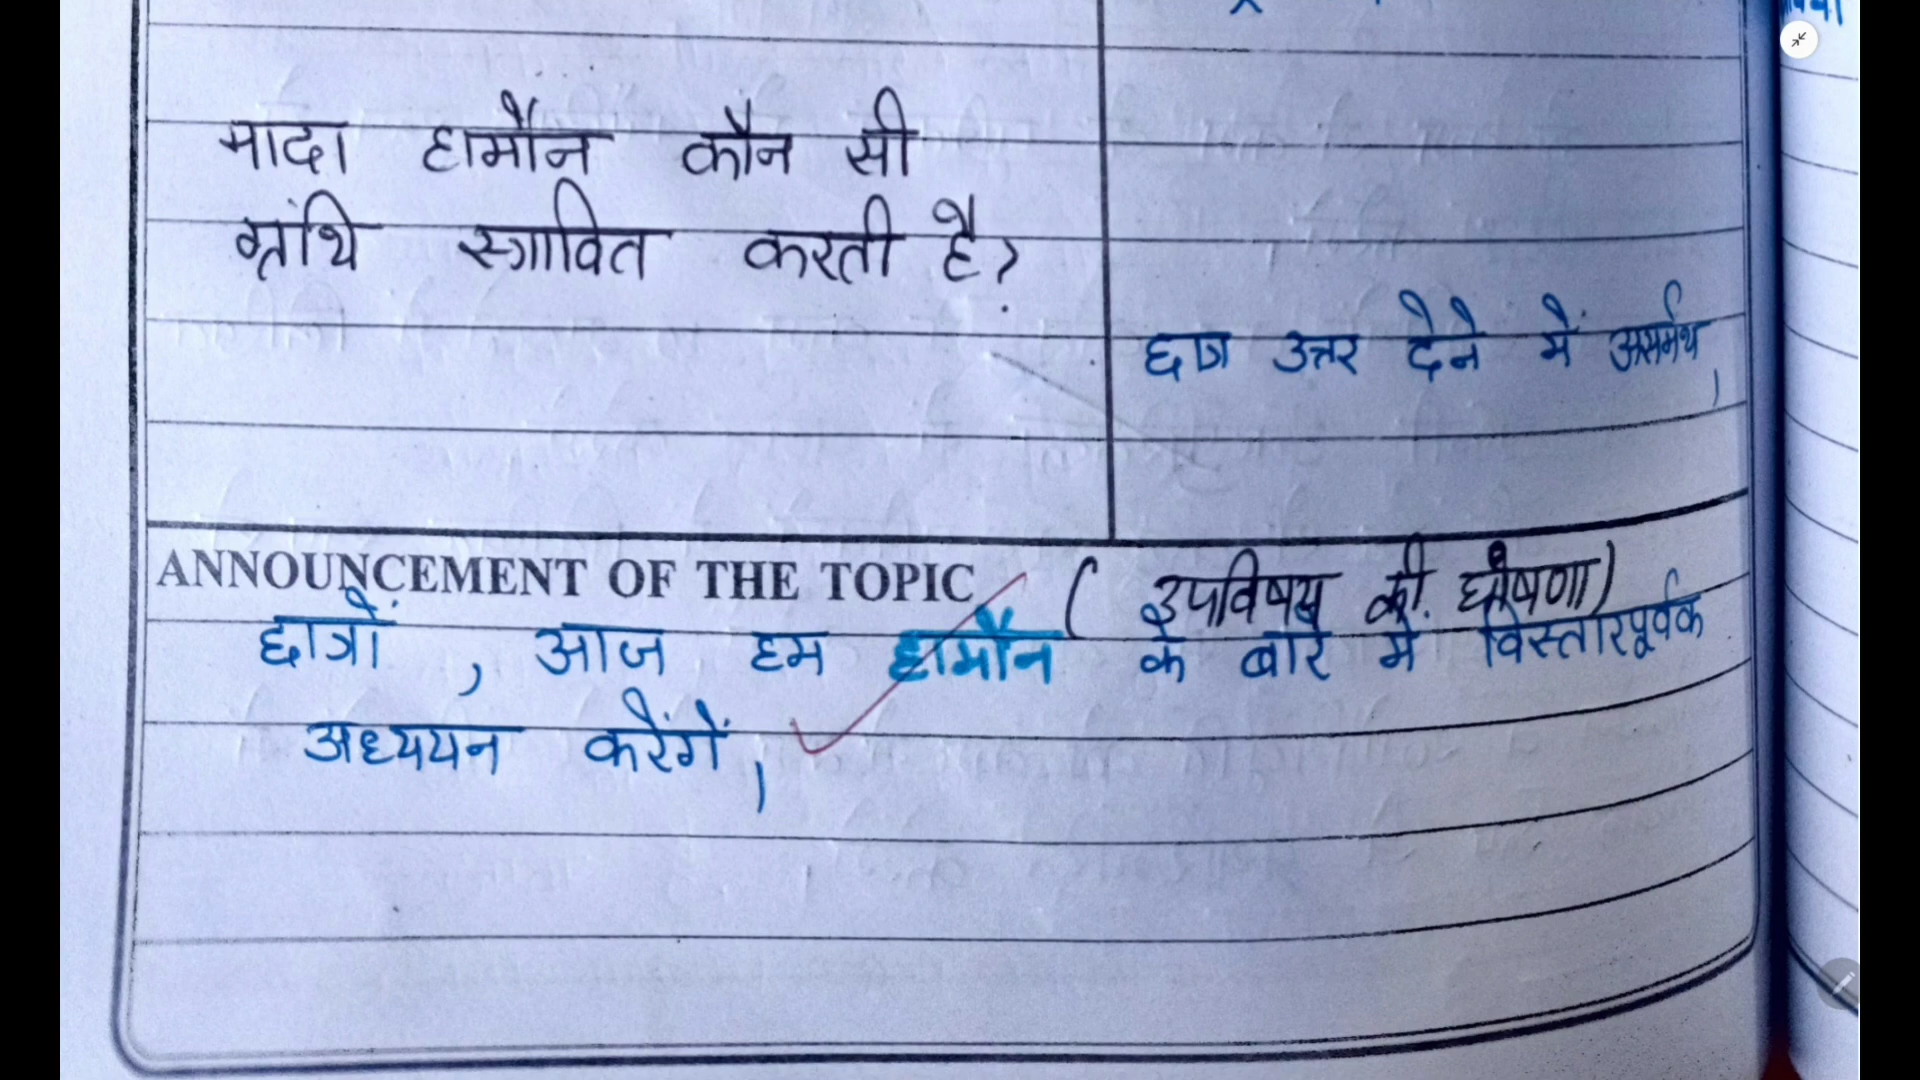 मादा हार्मोन कौन सी
ग्रंथि स्त्रावित करती है?
छात्र उत्तर देने में असमर्थ।
ANNOUNCEMENT OF THE TOPIC (उपविषय की घोषणा)
छात्रों, आज हम हार्मोन के बारे में विस्तारपूर्वक
अध्ययन करेंगें।